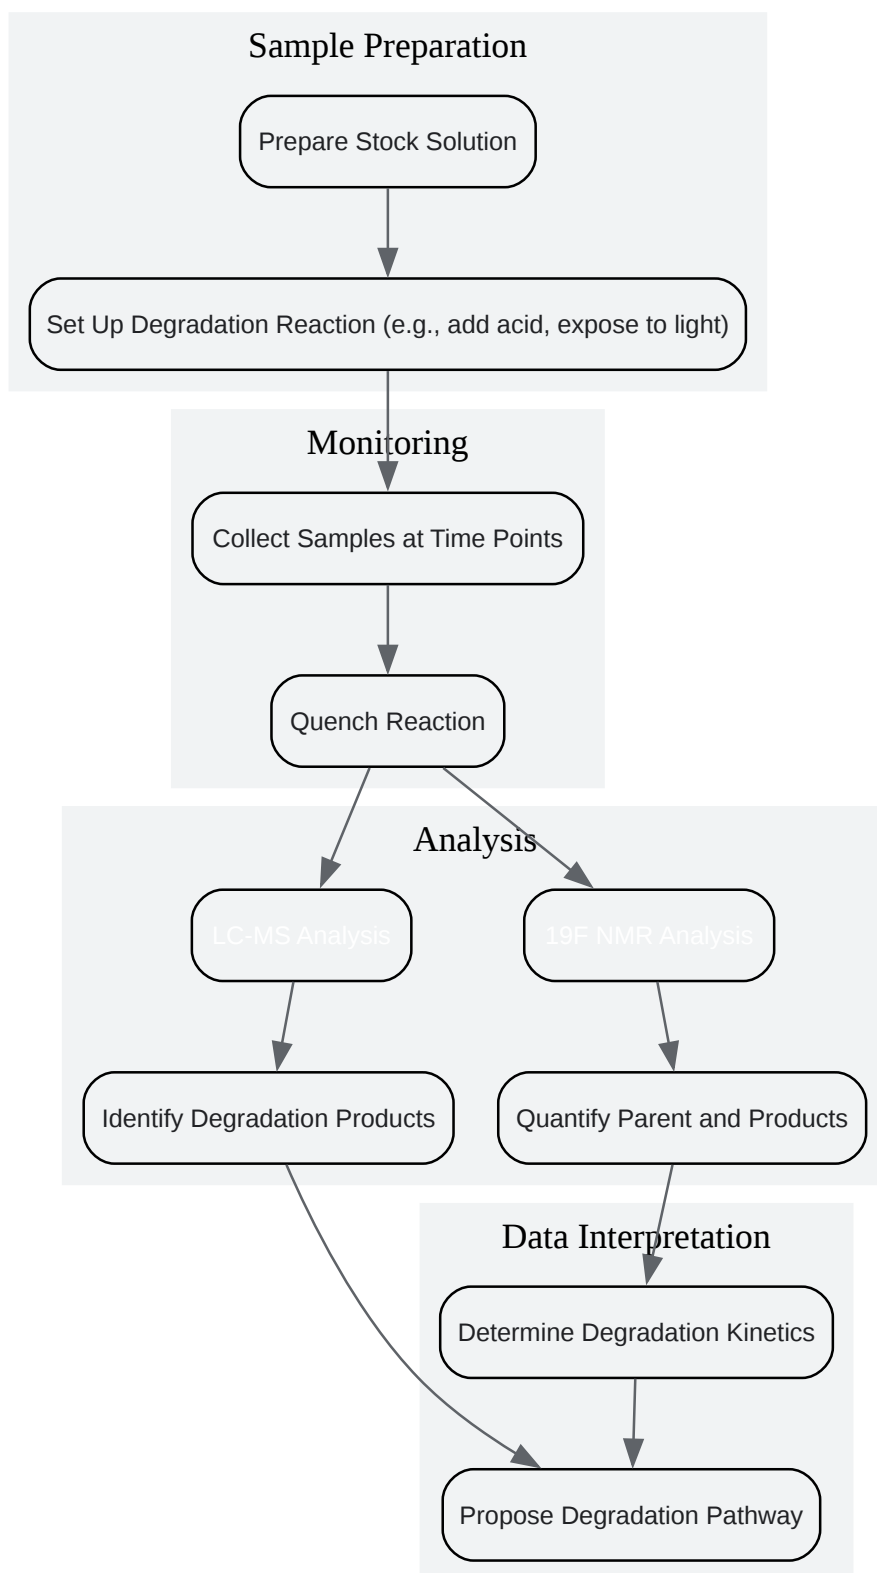 Sample Preparation
Prepare Stock Solution
Set Up Degradation Reaction (e.g., add acid, expose to light)
Monitoring
Collect Samples at Time Points
Quench Reaction
Analysis
LC-MS Analysis
19F NMR Analysis
Identify Degradation Products
Quantify Parent and Products
Data Interpretation
Determine Degradation Kinetics
Propose Degradation Pathway